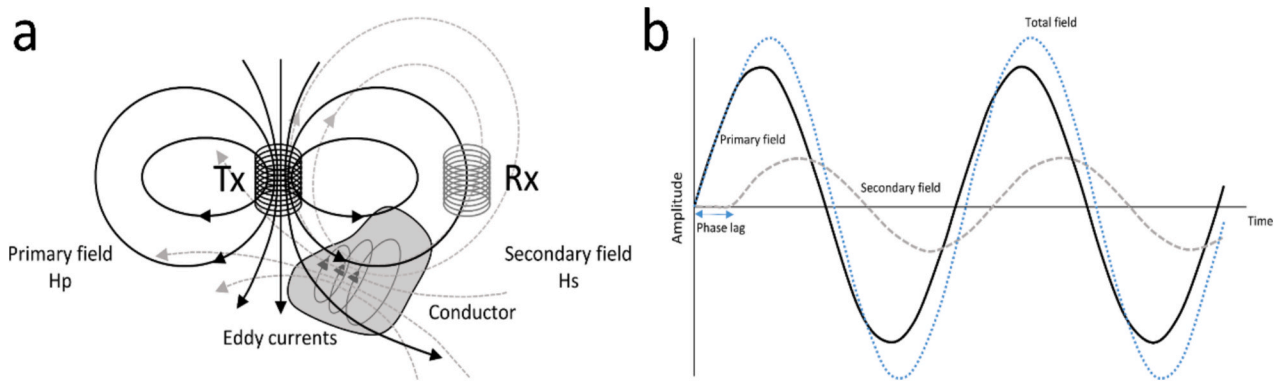 a
Tx
Rx
Primary field
Hp
Secondary field
Hs
Conductor
Eddy currents
b
Total field
Primary field
Secondary field
Amplitude
Phase lag
Time